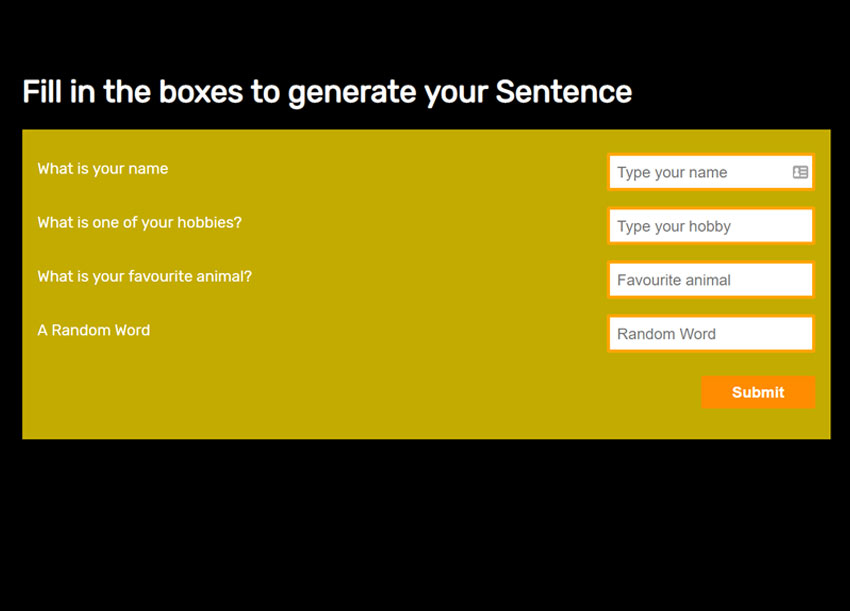 Fill in the boxes to generate your Sentence
What is your name
Type your name
What is one of your hobbies?
Type your hobby
What is your favourite animal?
Favourite animal
A Random Word
Random Word
Submit